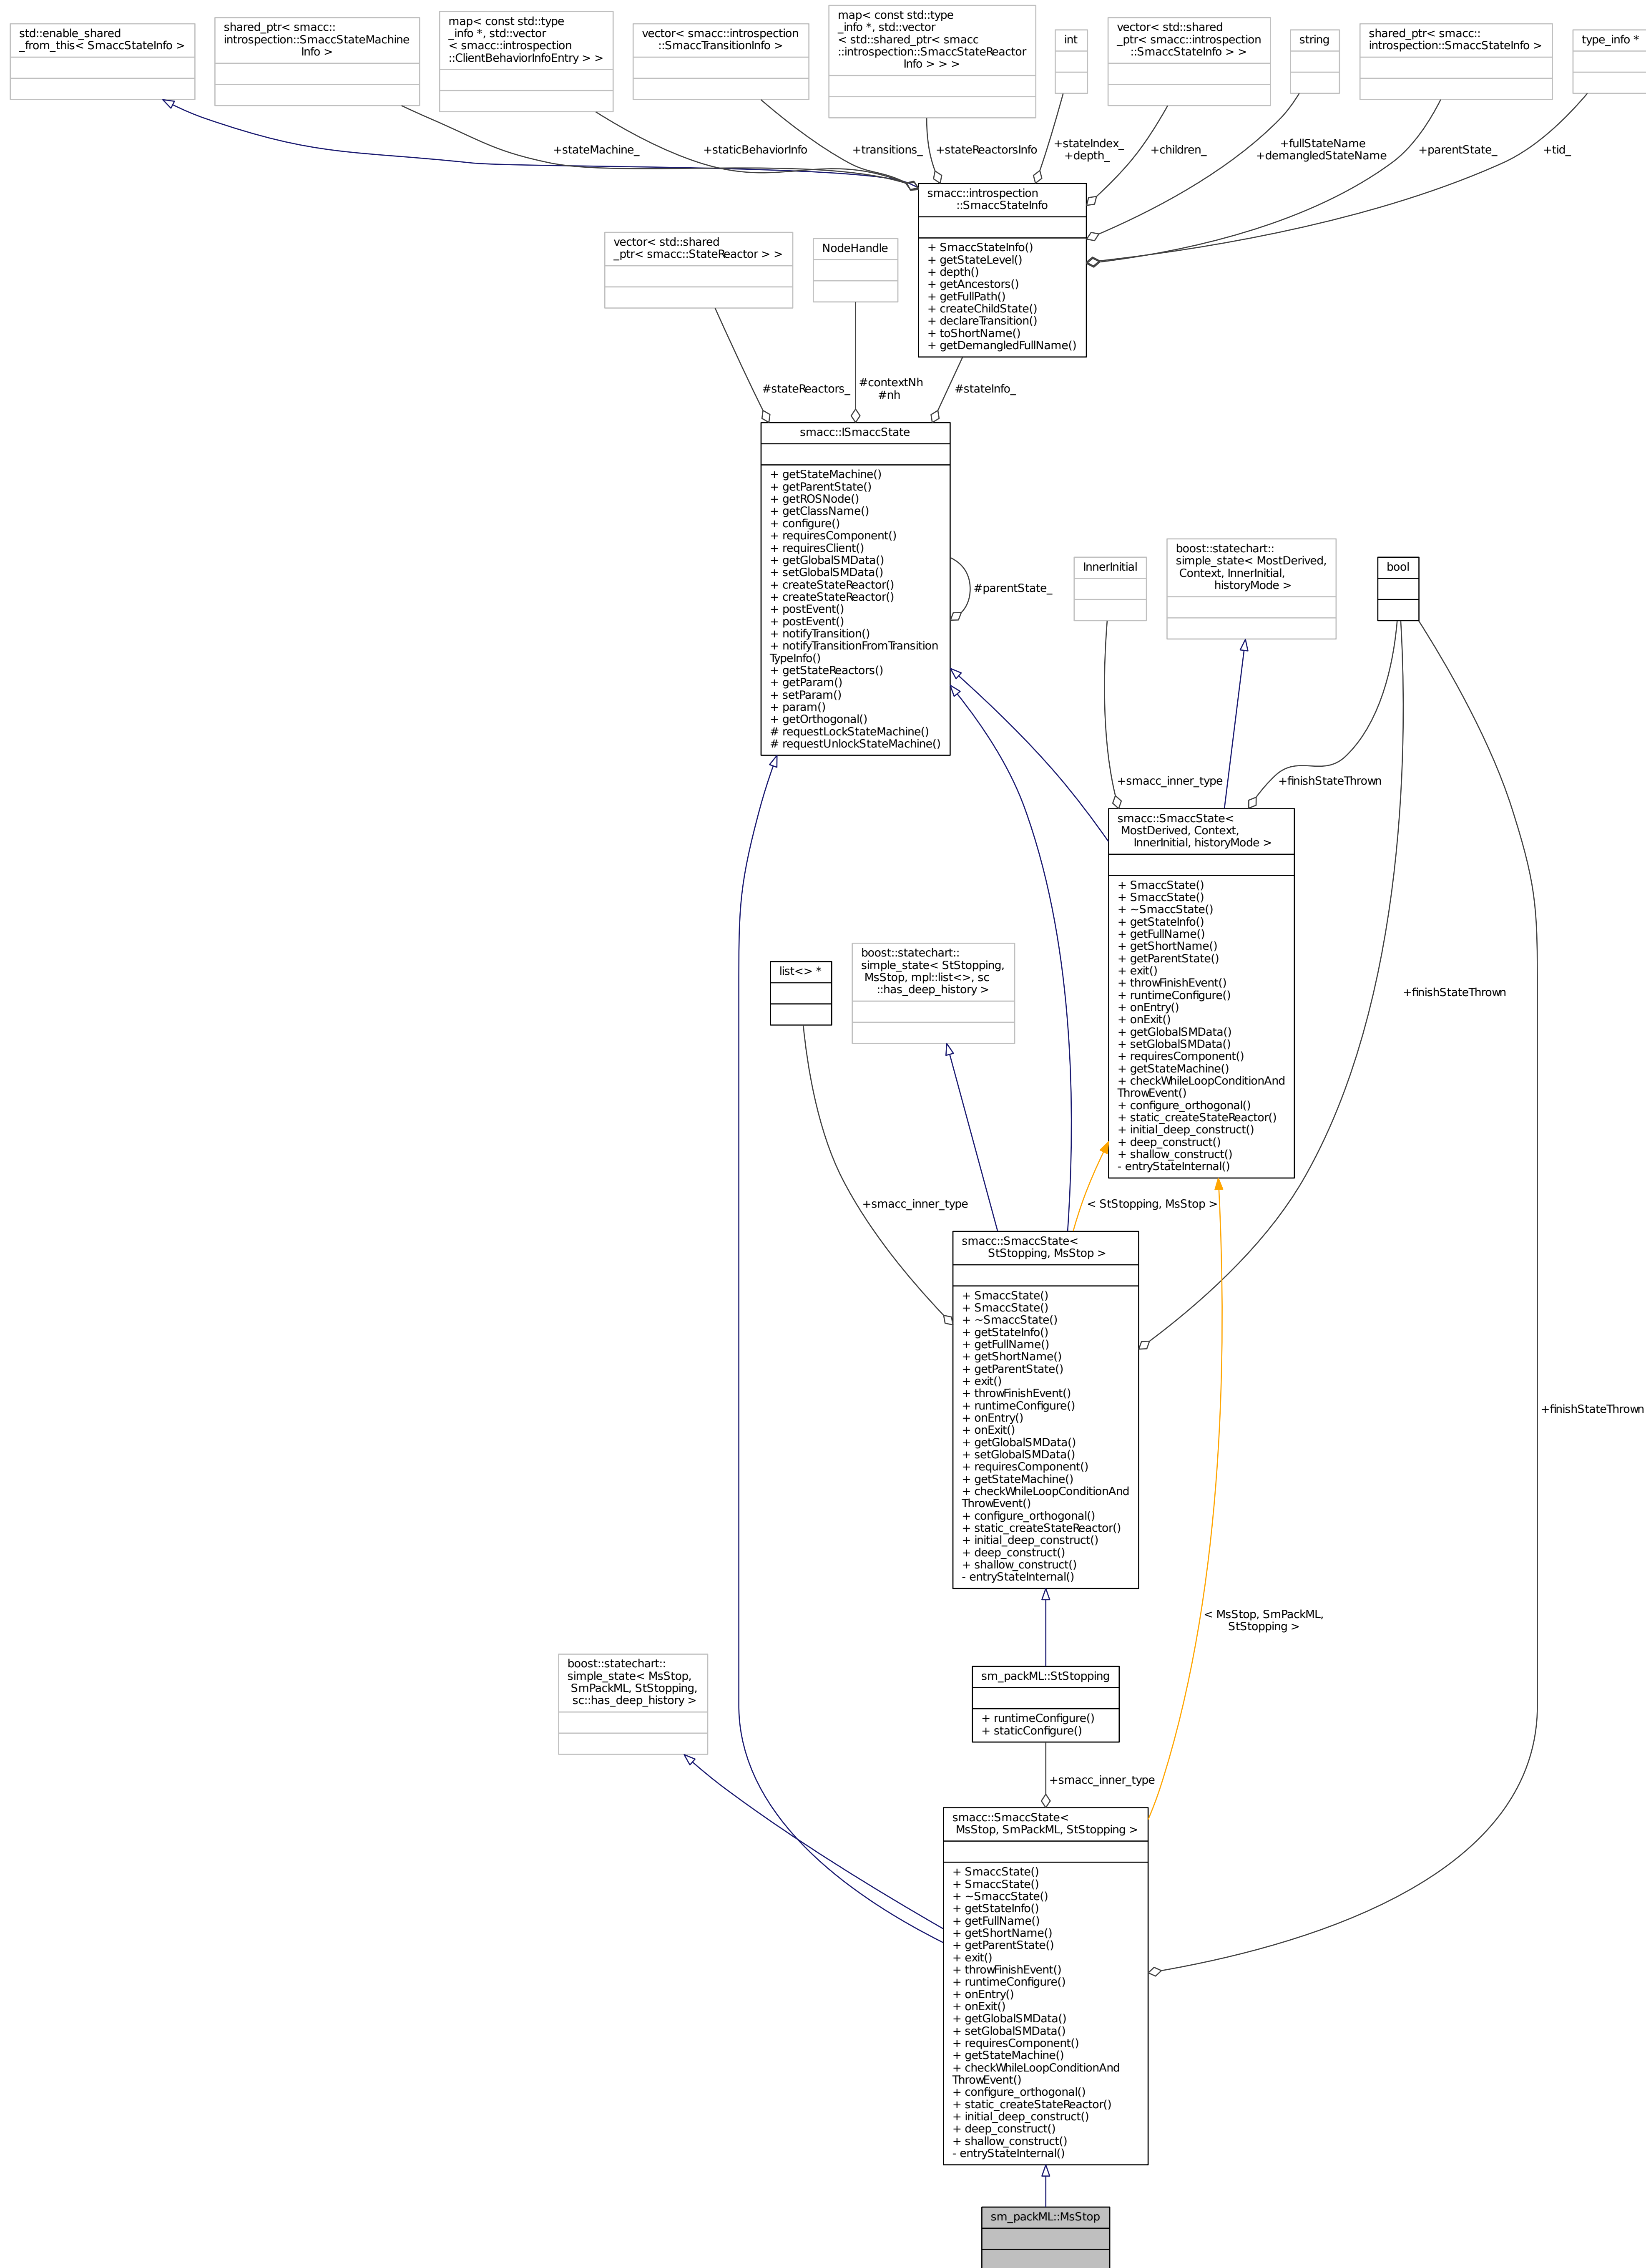 std::enable_shared
_from_this< SmaccStateInfo >
shared_ptr< smacc::
introspection::SmaccStateMachine
Info >
map< const std::type
_info *, std::vector
< smacc::introspection
::ClientBehaviorInfoEntry > >
vector< smacc::introspection
::SmaccTransitionInfo >
map< const std::type
_info *, std::vector
< std::shared_ptr< smacc
::introspection::SmaccStateReactor
Info > > >
int
vector< std::shared
_ptr< smacc::introspection
::SmaccStateInfo > >
string
shared_ptr< smacc::
introspection::SmaccStateInfo >
type_info *
+stateMachine_
+staticBehaviorInfo
+transitions_
+stateReactorsInfo
+stateIndex_
+depth_
+children_
+fullStateName
+demangledStateName
+parentState_
+tid_
smacc::introspection
::SmaccStateInfo
+ SmaccStateInfo()
+ getStateLevel()
+ depth()
+ getAncestors()
+ getFullPath()
+ createChildState()
+ declareTransition()
+ toShortName()
+ getDemangledFullName()
vector< std::shared
_ptr< smacc::StateReactor > >
NodeHandle
#stateReactors_
#contextNh
#nh
#stateInfo_
smacc::ISmaccState
+ getStateMachine()
+ getParentState()
+ getROSNode()
+ getClassName()
+ configure()
+ requiresComponent()
+ requiresClient()
+ getGlobalSMData()
+ setGlobalSMData()
+ createStateReactor()
+ createStateReactor()
+ postEvent()
+ postEvent()
+ notifyTransition()
+ notifyTransitionFromTransition
TypeInfo()
+ getStateReactors()
+ getParam()
+ setParam()
+ param()
+ getOrthogonal()
# requestLockStateMachine()
# requestUnlockStateMachine()
#parentState_
InnerInitial
boost::statechart::
simple_state< MostDerived,
Context, InnerInitial,
historyMode >
bool
+smacc_inner_type
+finishStateThrown
smacc::SmaccState<
MostDerived, Context,
InnerInitial, historyMode >
+ SmaccState()
+ SmaccState()
+ ~SmaccState()
+ getStateInfo()
+ getFullName()
+ getShortName()
+ getParentState()
+ exit()
+ throwFinishEvent()
+ runtimeConfigure()
+ onEntry()
+ onExit()
+ getGlobalSMData()
+ setGlobalSMData()
+ requiresComponent()
+ getStateMachine()
+ checkWhileLoopConditionAnd
ThrowEvent()
+ configure_orthogonal()
+ static_createStateReactor()
+ initial_deep_construct()
+ deep_construct()
+ shallow_construct()
- entryStateInternal()
list<> *
boost::statechart::
simple_state< StStopping,
MsStop, mpl::list<>, sc
::has_deep_history >
+finishStateThrown
+smacc_inner_type
< StStopping, MsStop >
smacc::SmaccState<
StStopping, MsStop >
+ SmaccState()
+ SmaccState()
+ ~SmaccState()
+ getStateInfo()
+ getFullName()
+ getShortName()
+ getParentState()
+ exit()
+ throwFinishEvent()
+ runtimeConfigure()
+ onEntry()
+ onExit()
+ getGlobalSMData()
+ setGlobalSMData()
+ requiresComponent()
+ getStateMachine()
+ checkWhileLoopConditionAnd
ThrowEvent()
+ configure_orthogonal()
+ static_createStateReactor()
+ initial_deep_construct()
+ deep_construct()
+ shallow_construct()
- entryStateInternal()
+finishStateThrown
< MsStop, SmPackML,
StStopping >
boost::statechart::
simple_state< MsStop,
SmPackML, StStopping,
sc::has_deep_history >
sm_packML::StStopping
+ runtimeConfigure()
+ staticConfigure()
+smacc_inner_type
smacc::SmaccState<
MsStop, SmPackML, StStopping >
+ SmaccState()
+ SmaccState()
+ ~SmaccState()
+ getStateInfo()
+ getFullName()
+ getShortName()
+ getParentState()
+ exit()
+ throwFinishEvent()
+ runtimeConfigure()
+ onEntry()
+ onExit()
+ getGlobalSMData()
+ setGlobalSMData()
+ requiresComponent()
+ getStateMachine()
+ checkWhileLoopConditionAnd
ThrowEvent()
+ configure_orthogonal()
+ static_createStateReactor()
+ initial_deep_construct()
+ deep_construct()
+ shallow_construct()
- entryStateInternal()
sm_packML::MsStop